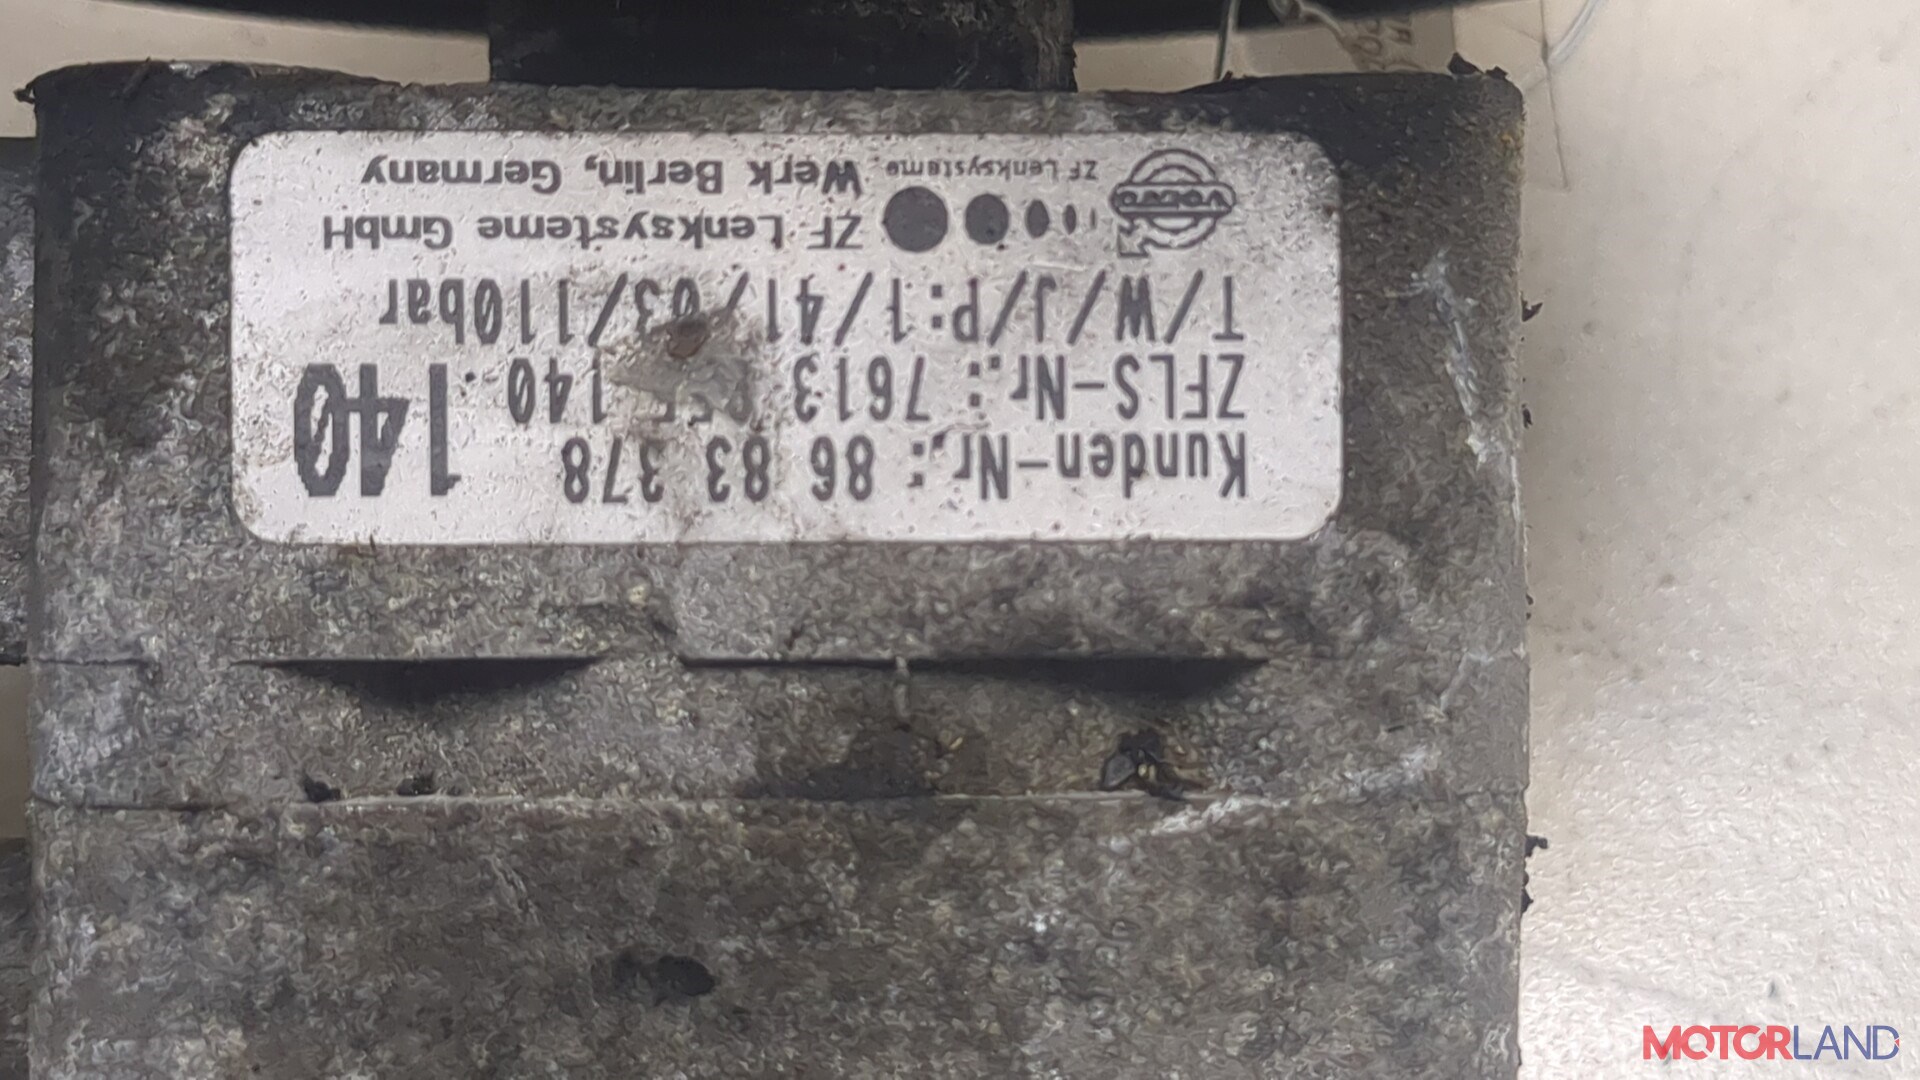 Kunden-Nr.: 86 83 378
ZFLS-Nr.: 7613 955 140 140
T/W/J/P:1/41/03/110bar
VOLVO
ZF Lenksysteme
ZF Lenksysteme GmbH
Werk Berlin, Germany
MOTORLAND